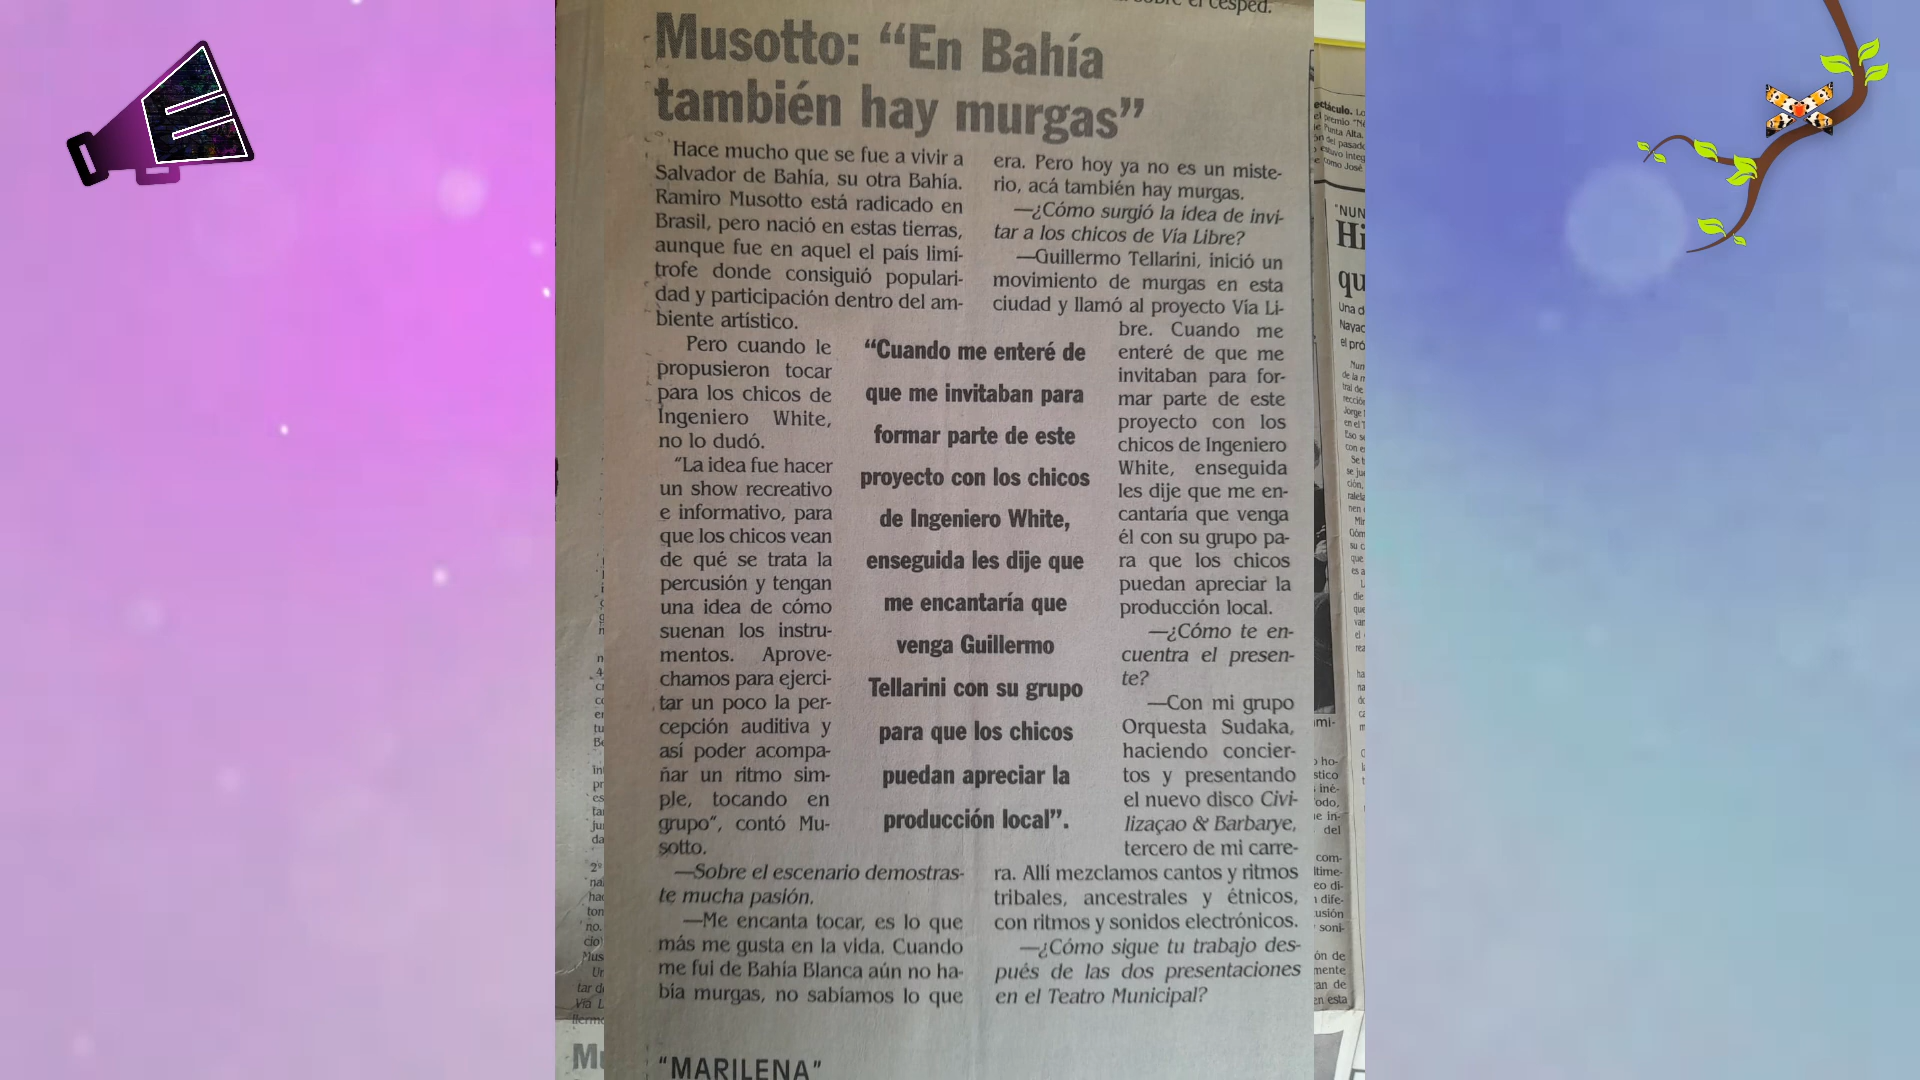 sobre el césped.
Musotto: “En Bahía
también hay murgas”
Hace mucho que se fue a vivir a
Salvador de Bahía, su otra Bahía.
Ramiro Musotto está radicado en
Brasil, pero nació en estas tierras,
aunque fue en aquel el país limí-
trofe donde consiguió populari-
dad y participación dentro del am-
biente artístico.
Pero cuando le
propusieron tocar
para los chicos de
Ingeniero White,
no lo dudó.
“La idea fue hacer
un show recreativo
e informativo, para
que los chicos vean
de qué se trata la
percusión y tengan
una idea de cómo
suenan los instru-
mentos. Aprove-
chamos para ejerci-
tar un poco la per-
cepción auditiva y
así poder acompa-
ñar un ritmo sim-
ple, tocando en
grupo”, contó Mu-
sotto.
—Sobre el escenario demostras-
te mucha pasión.
—Me encanta tocar, es lo que
más me gusta en la vida. Cuando
me fui de Bahía Blanca aún no ha-
bía murgas, no sabíamos lo que
“Cuando me enteré de
que me invitaban para
formar parte de este
proyecto con los chicos
de Ingeniero White,
enseguida les dije que
me encantaría que
venga Guillermo
Tellarini con su grupo
para que los chicos
puedan apreciar la
producción local”.
era. Pero hoy ya no es un miste-
rio, acá también hay murgas.
—¿Cómo surgió la idea de invi-
tar a los chicos de Vía Libre?
—Guillermo Tellarini, inició un
movimiento de murgas en esta
ciudad y llamó al proyecto Vía Li-
bre. Cuando me
enteré de que me
invitaban para for-
mar parte de este
proyecto con los
chicos de Ingeniero
White, enseguida
les dije que me en-
cantaría que venga
él con su grupo pa-
ra que los chicos
puedan apreciar la
producción local.
—¿Cómo te en-
cuentra el presen-
te?
—Con mi grupo
Orquesta Sudaka,
haciendo concier-
tos y presentando
el nuevo disco Civi-
lizaçao & Barbarye,
tercero de mi carre-
ra. Allí mezclamos cantos y ritmos
tribales, ancestrales y étnicos,
con ritmos y sonidos electrónicos.
—¿Cómo sigue tu trabajo des-
pués de las dos presentaciones
en el Teatro Municipal?
“MARILENA”